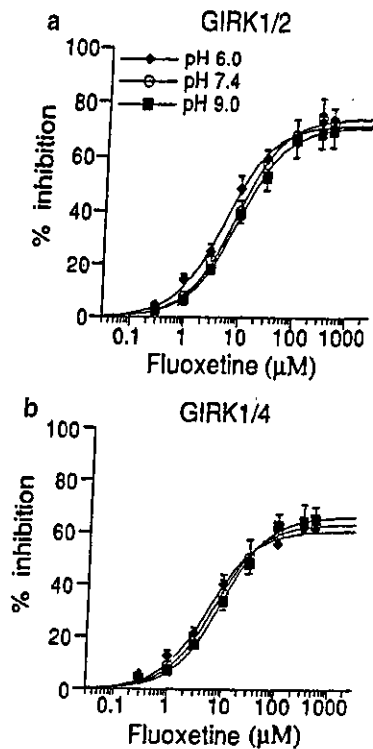 a
GIRK1/2
100
pH 6.0
pH 7.4
80
pH 9.0
60
40
20
0
% inhibition
0.1 1 10 100 1000
Fluoxetine (μM)
b
GIRK1/4
100
80
60
40
20
0
% inhibition
0.1 1 10 100 1000
Fluoxetine (μM)